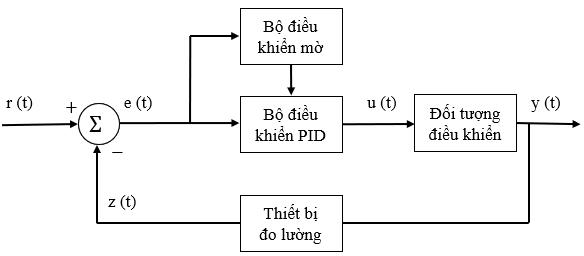 Bộ điều
khiển mờ
r (t)
+
Σ
−
e (t)
Bộ điều
khiển PID
u (t)
Đối tượng
điều khiển
y (t)
z (t)
Thiết bị
đo lường